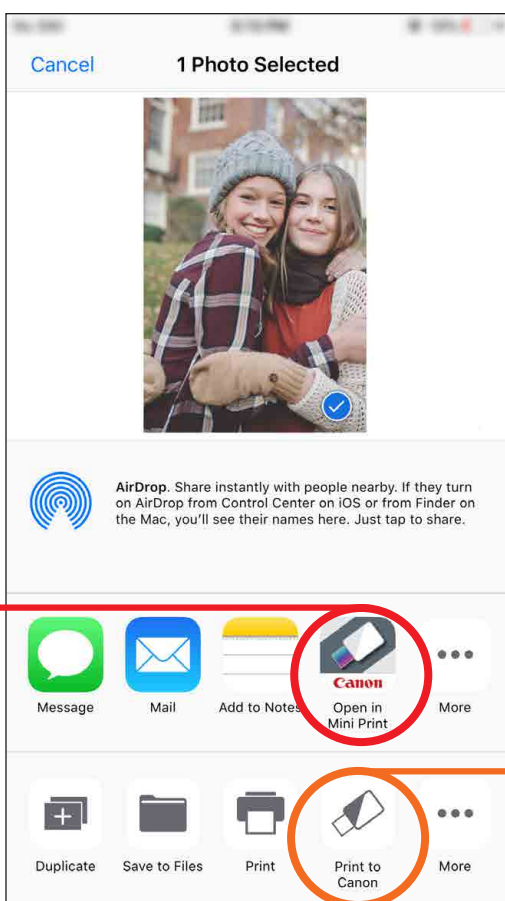 Cancel
1 Photo Selected
AirDrop. Share instantly with people nearby. If they turn
on AirDrop from Control Center on iOS or from Finder on
the Mac, you'll see their names here. Just tap to share.
Canon
Message
Mail
Add to Notes
Open in
Mini Print
More
Duplicate
Save to Files
Print
Print to
Canon
More